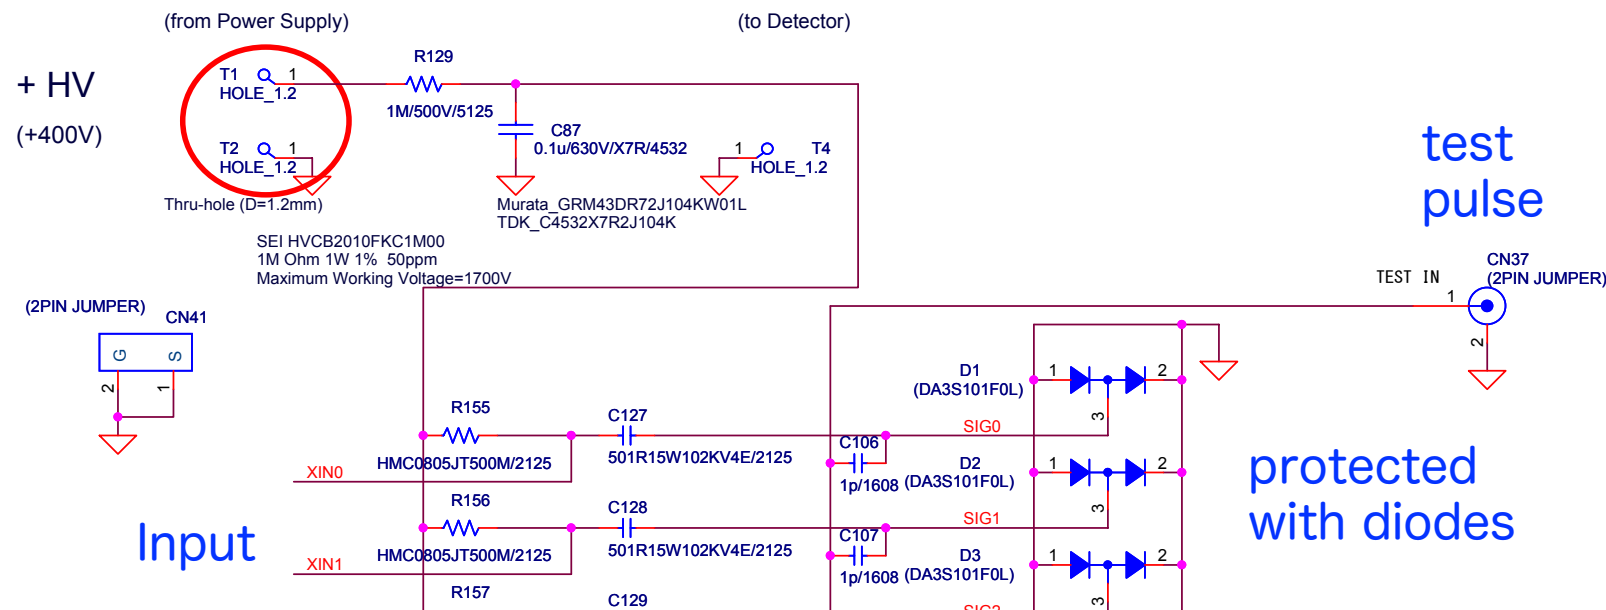 (from Power Supply)
(to Detector)
+ HV
(+400V)
T1
1
HOLE_1.2
R129
1M/500V/5125
T2
1
HOLE_1.2
C87
0.1u/630V/X7R/4532
1
T4
HOLE_1.2
Thru-hole (D=1.2mm)
Murata_GRM43DR72J104KW01L
TDK_C4532X7R2J104K
SEI HVCB2010FKC1M00
1M Ohm 1W 1% 50ppm
Maximum Working Voltage=1700V
test
pulse
CN37
(2PIN JUMPER)
TEST IN
1
2
(2PIN JUMPER)
CN41
G
S
2
1
D1
(DA3S101F0L)
1
2
3
R155
HMC0805JT500M/2125
C127
501R15W102KV4E/2125
SIG0
XIN0
C106
1p/1608
D2
(DA3S101F0L)
1
2
3
protected
with diodes
R156
HMC0805JT500M/2125
C128
501R15W102KV4E/2125
SIG1
XIN1
C107
1p/1608
D3
(DA3S101F0L)
1
2
3
Input
R157
C129
SIG2